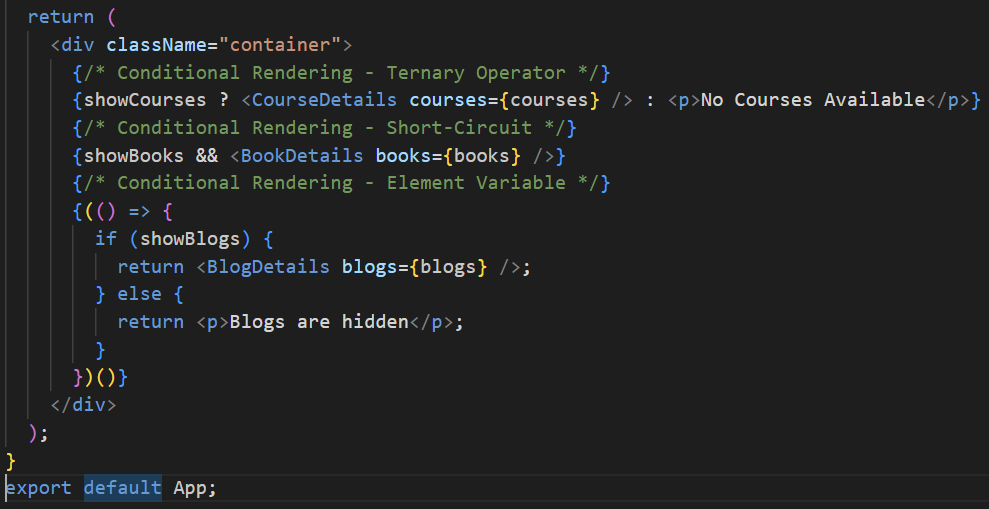 return (
<div className="container">
{/* Conditional Rendering - Ternary Operator */}
{showCourses ? <CourseDetails courses={courses} /> : <p>No Courses Available</p>}
{/* Conditional Rendering - Short-Circuit */}
{showBooks && <BookDetails books={books} />}
{/* Conditional Rendering - Element Variable */}
{(() => {
if (showBlogs) {
return <BlogDetails blogs={blogs} />;
} else {
return <p>Blogs are hidden</p>;
}
})()}
</div>
);
}
export default App;